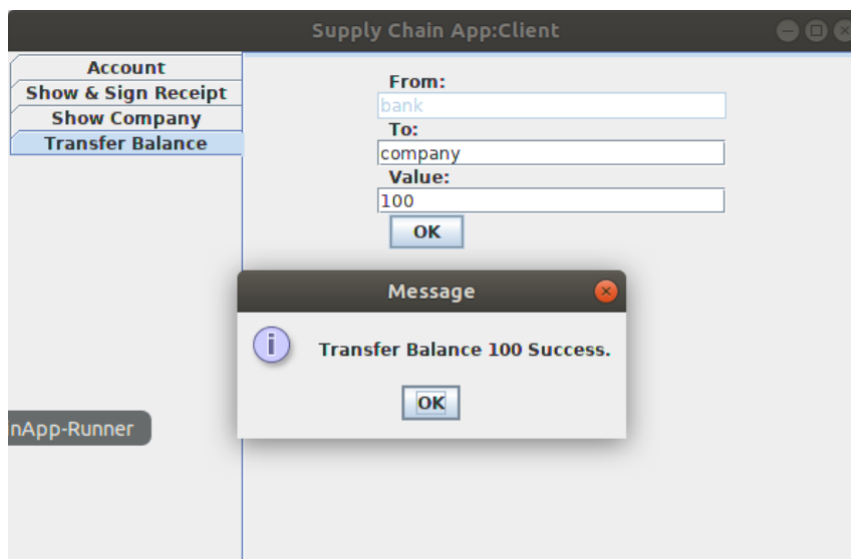 Supply Chain App:Client
Account
Show & Sign Receipt
Show Company
Transfer Balance
From:
bank
To:
company
Value:
100
OK
Message
Transfer Balance 100 Success.
OK
nApp-Runner